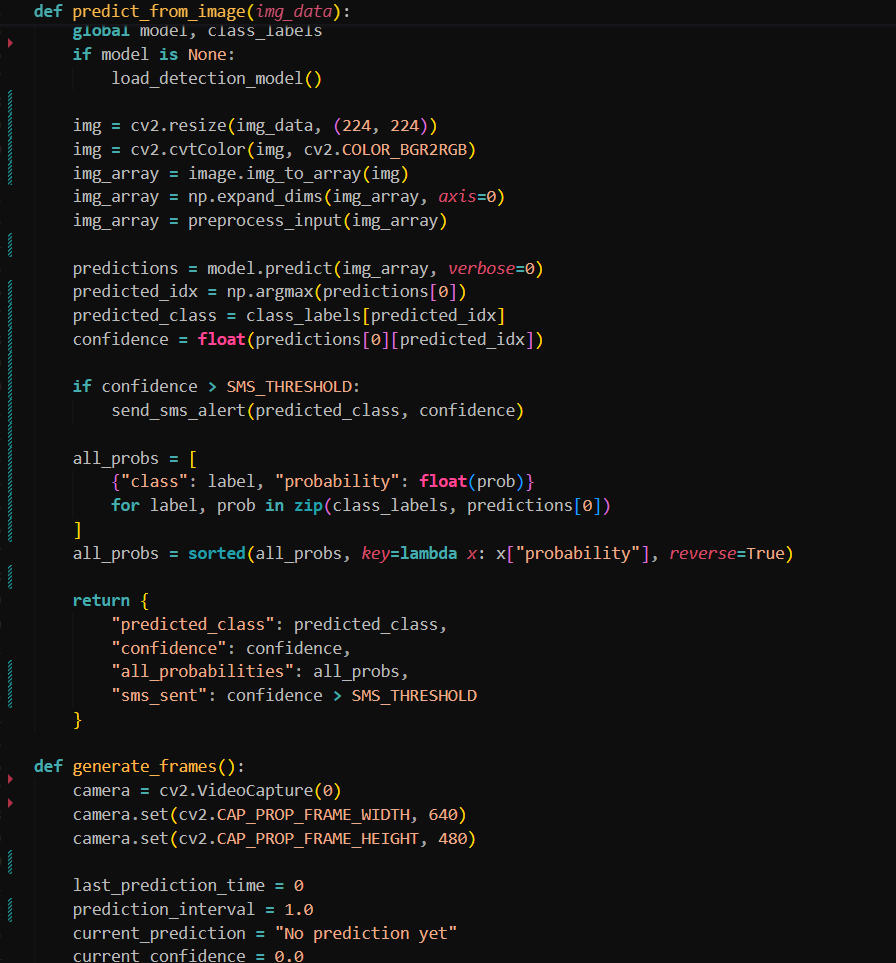 def predict_from_image(img_data):
    global model, class_labels
    if model is None:
        load_detection_model()

    img = cv2.resize(img_data, (224, 224))
    img = cv2.cvtColor(img, cv2.COLOR_BGR2RGB)
    img_array = image.img_to_array(img)
    img_array = np.expand_dims(img_array, axis=0)
    img_array = preprocess_input(img_array)

    predictions = model.predict(img_array, verbose=0)
    predicted_idx = np.argmax(predictions[0])
    predicted_class = class_labels[predicted_idx]
    confidence = float(predictions[0][predicted_idx])

    if confidence > SMS_THRESHOLD:
        send_sms_alert(predicted_class, confidence)

    all_probs = [
        {"class": label, "probability": float(prob)}
        for label, prob in zip(class_labels, predictions[0])
    ]
    all_probs = sorted(all_probs, key=lambda x: x["probability"], reverse=True)

    return {
        "predicted_class": predicted_class,
        "confidence": confidence,
        "all_probabilities": all_probs,
        "sms_sent": confidence > SMS_THRESHOLD
    }

def generate_frames():
    camera = cv2.VideoCapture(0)
    camera.set(cv2.CAP_PROP_FRAME_WIDTH, 640)
    camera.set(cv2.CAP_PROP_FRAME_HEIGHT, 480)

    last_prediction_time = 0
    prediction_interval = 1.0
    current_prediction = "No prediction yet"
    current_confidence = 0.0